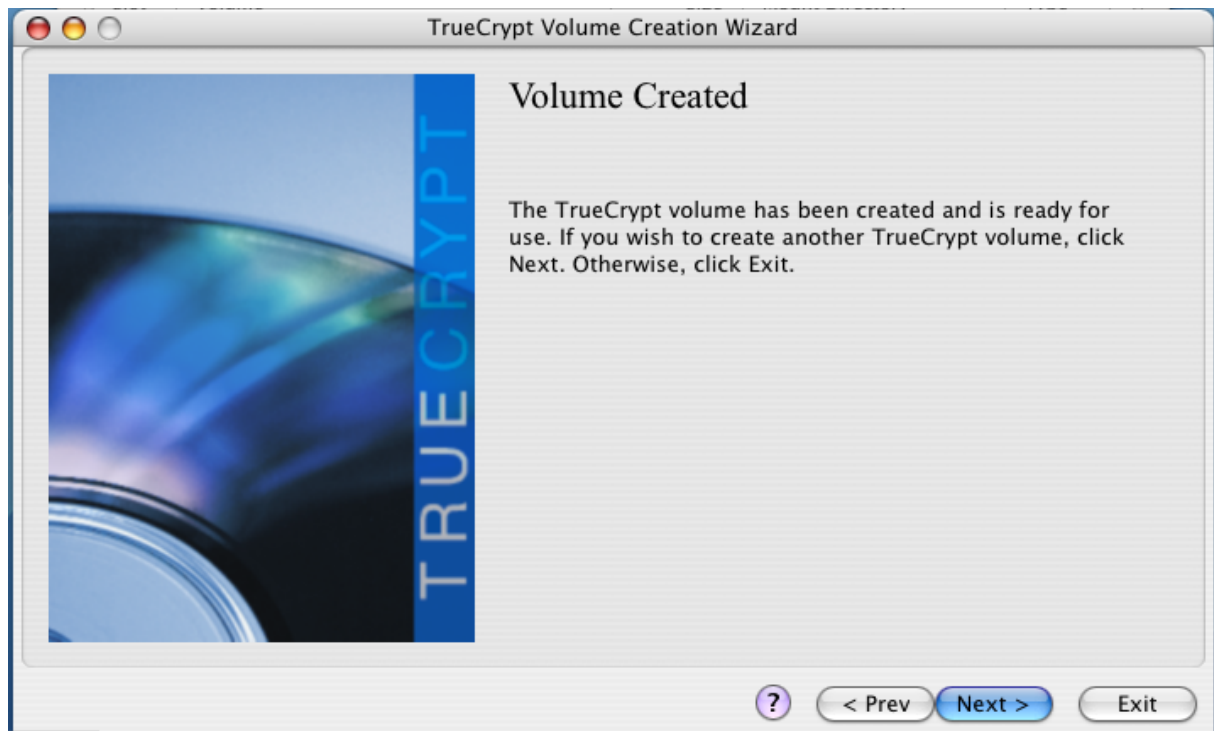 TrueCrypt Volume Creation Wizard
Volume Created
The TrueCrypt volume has been created and is ready for
use. If you wish to create another TrueCrypt volume, click
Next. Otherwise, click Exit.
TRUECRYPT
?
< Prev
Next >
Exit